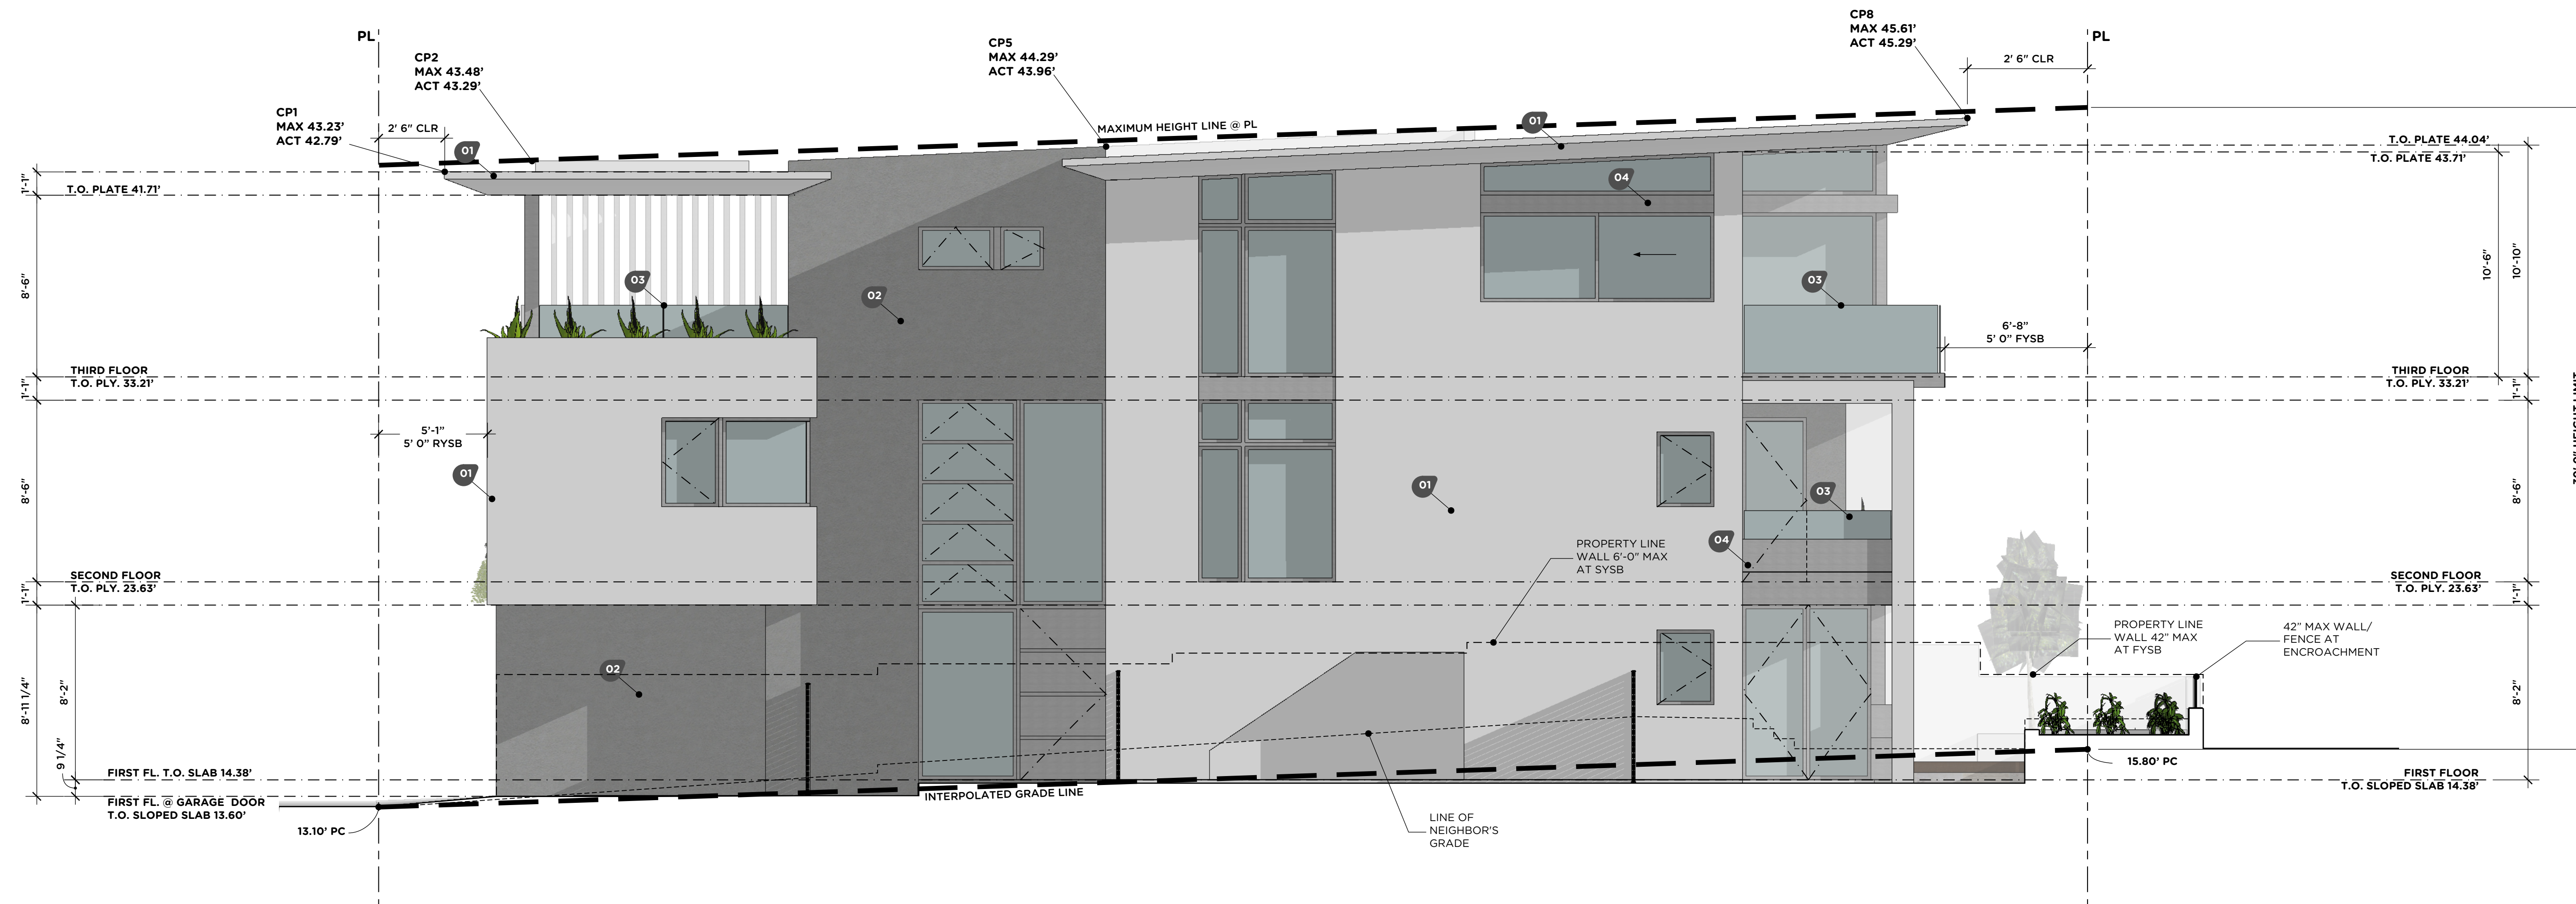 PL
CP2
MAX 43.48'
ACT 43.29'
CP1
MAX 43.23'
ACT 42.79'
2' 6" CLR
CP5
MAX 44.29'
ACT 43.96'
MAXIMUM HEIGHT LINE @ PL
CP8
MAX 45.61'
ACT 45.29'
PL
2' 6" CLR
01
01
T.O. PLATE 44.04'
T.O. PLATE 43.71'
1'-1"
T.O. PLATE 41.71'
04
8'-6"
03
02
03
10'-6"
10'-10"
6'-8"
5' 0" FYSB
THIRD FLOOR
T.O. PLY. 33.21'
1'-1"
THIRD FLOOR
T.O. PLY. 33.21'
1'-1"
5'-1"
5' 0" RYSB
01
8'-6"
01
03
04
8'-6"
PROPERTY LINE
WALL 6'-0" MAX
AT SYSB
SECOND FLOOR
T.O. PLY. 23.63'
1'-1"
SECOND FLOOR
T.O. PLY. 23.63'
1'-1"
PROPERTY LINE
WALL 42" MAX
AT FYSB
42" MAX WALL/
FENCE AT
ENCROACHMENT
02
8'-11 1/4"
8'-2"
8'-2"
9 1/4"
FIRST FL. T.O. SLAB 14.38'
15.80' PC
FIRST FLOOR
T.O. SLOPED SLAB 14.38'
FIRST FL. @ GARAGE DOOR
T.O. SLOPED SLAB 13.60'
INTERPOLATED GRADE LINE
13.10' PC
LINE OF
NEIGHBOR'S
GRADE